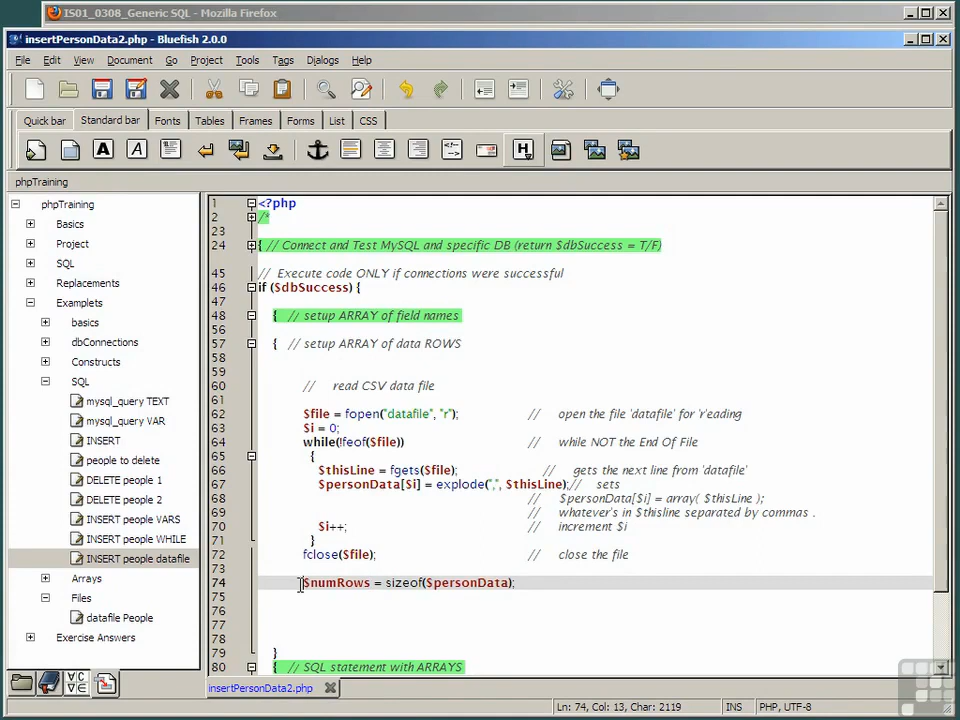 IS01_0308_Generic SQL - Mozilla Firefox
insertPersonData2.php - Bluefish 2.0.0
File Edit View Document Go Project Tools Tags Dialogs Help
Quick bar Standard bar Fonts Tables Frames Forms List CSS
A A H
phpTraining
phpTraining
Basics
Project
SQL
Replacements
Examplets
basics
dbConnections
Constructs
SQL
mysql_query TEXT
mysql_query VAR
INSERT
people to delete
DELETE people 1
DELETE people 2
INSERT people VARS
INSERT people WHILE
INSERT people datafile
Arrays
Files
datafile People
Exercise Answers
1 <?php
2 /*
23
24 { // Connect and Test MySQL and specific DB (return $dbSuccess = T/F)
45 // Execute code ONLY if connections were successful
46 if ($dbSuccess) {
47
48 { // setup ARRAY of field names
56
57 { // setup ARRAY of data ROWS
58
59
60 // read CSV data file
61
62 $file = fopen("datafile", "r"); // open the file 'datafile' for 'r'eading
63 $i = 0;
64 while(!feof($file)) // while NOT the End Of File
65 {
66 $thisLine = fgets($file); // gets the next line from 'datafile'
67 $personData[$i] = explode(",", $thisLine);// sets
68 // $personData[$i] = array( $thisLine );
69 // whatever's in $thisline separated by commas .
70 $i++; // increment $i
71 }
72 fclose($file); // close the file
73
74 $numRows = sizeof($personData);
75
76
77
78
79 }
80 { // SQL statement with ARRAYS
insertPersonData2.php
Ln: 74, Col: 13, Char: 2119 INS PHP, UTF-8